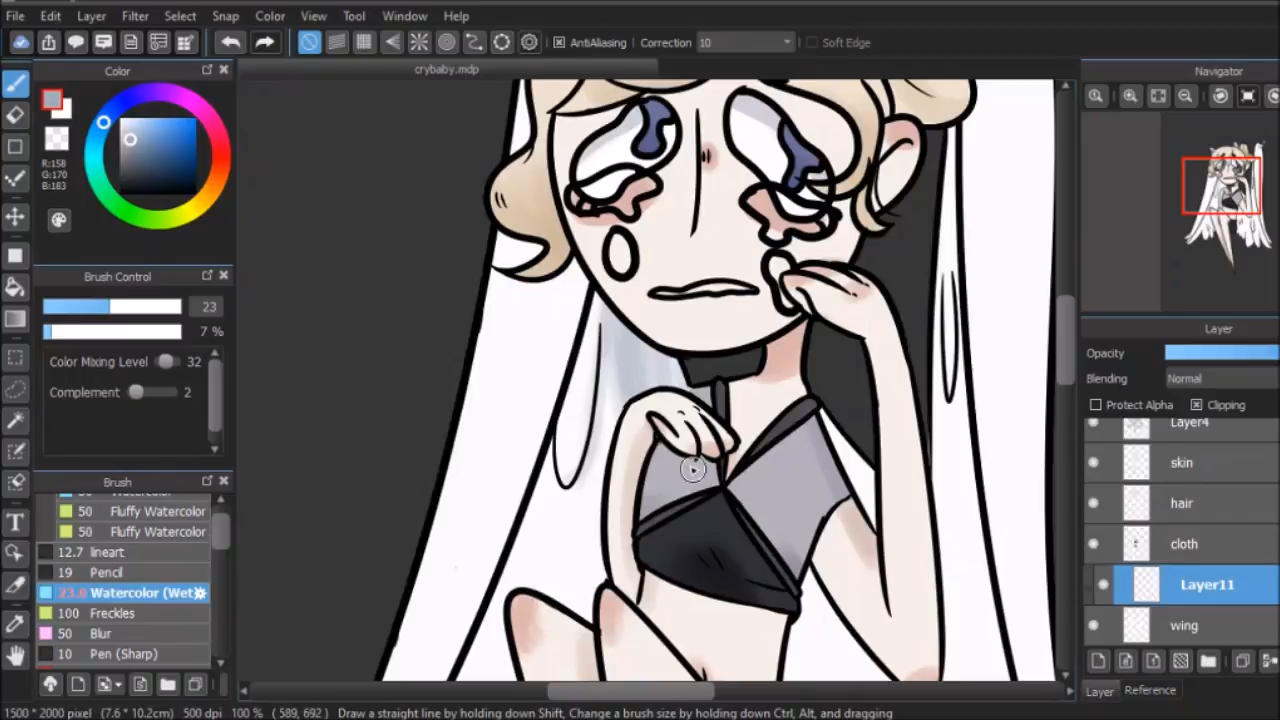 File Edit Layer Filter Select Snap Color View Tool Window Help
AntiAliasing Correction 10 Soft Edge
Color
crybaby.mdp
Navigator
R:158
G:170
B:183
Brush Control
23
7 %
Color Mixing Level 32
Complement 2
Brush
50 Watercolor
50 Fluffy Watercolor
50 Fluffy Watercolor
12.7 lineart
19 Pencil
23.0 Watercolor (Wet)
100 Freckles
50 Blur
10 Pen (Sharp)
Layer
Opacity
Blending Normal
Protect Alpha Clipping
Layer4
skin
hair
cloth
Layer11
wing
Layer Reference
1500 * 2000 pixel (7.6 * 10.2cm) 500 dpi 100 % ( 589, 692 ) Draw a straight line by holding down Shift, Change a brush size by holding down Ctrl, Alt, and dragging
T